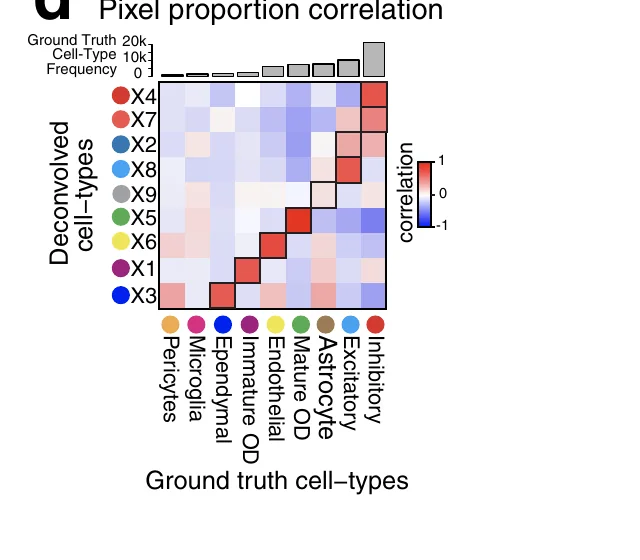 d Pixel proportion correlation
Ground Truth
Cell-Type
Frequency
20k
10k
0
X4
X7
X2
X8
X9
X5
X6
X1
X3
Deconvolved
cell−types
correlation
1
0
-1
Pericytes
Microglia
Ependymal
Immature OD
Endothelial
Mature OD
Astrocyte
Excitatory
Inhibitory
Ground truth cell−types